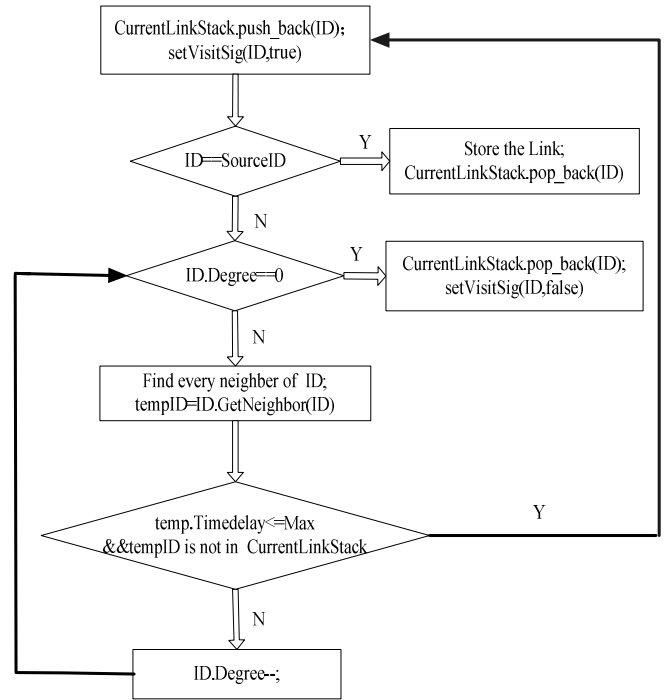 CurrentLinkStack.push_back(ID);
setVisitSig(ID,true)
ID==SourceID
Y
Store the Link;
CurrentLinkStack.pop_back(ID)
N
ID.Degree==0
Y
CurrentLinkStack.pop_back(ID);
setVisitSig(ID,false)
N
Find every neighber of ID;
tempID=ID.GetNeighbor(ID)
temp.Timedelay<=Max
&&tempID is not in CurrentLinkStack
Y
N
ID.Degree--;